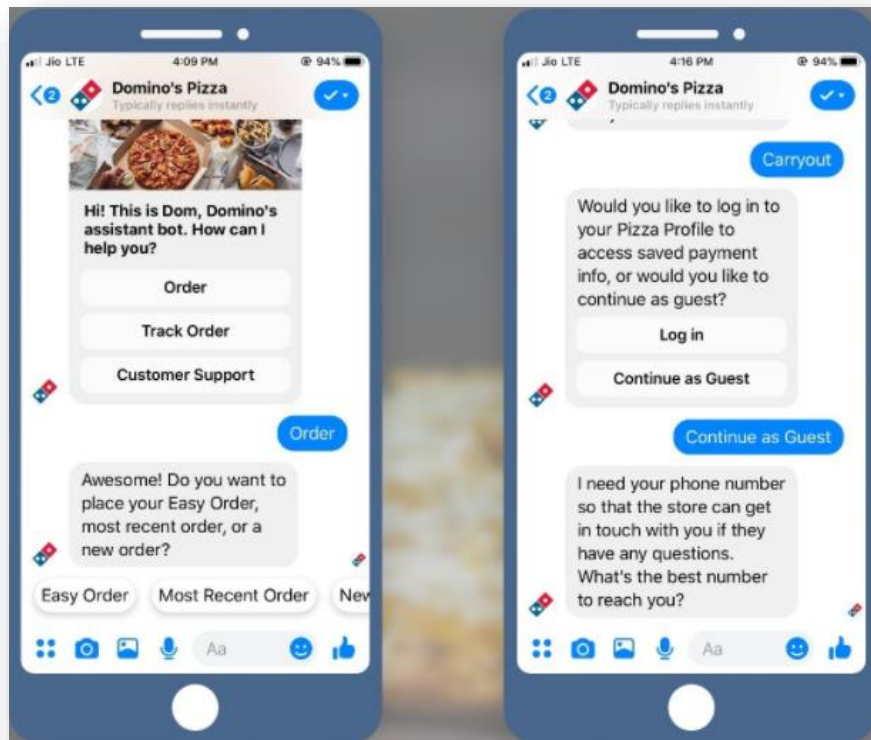 Jio LTE 4:09 PM 94%
2 Domino's Pizza
Typically replies instantly
Hi! This is Dom, Domino's
assistant bot. How can I
help you?
Order
Track Order
Customer Support
Order
Awesome! Do you want to
place your Easy Order,
most recent order, or a
new order?
Easy Order Most Recent Order New
Aa
Jio LTE 4:16 PM 94%
2 Domino's Pizza
Typically replies instantly
Carryout
Would you like to log in to
your Pizza Profile to
access saved payment
info, or would you like to
continue as guest?
Log in
Continue as Guest
Continue as Guest
I need your phone number
so that the store can get
in touch with you if they
have any questions.
What's the best number
to reach you?
Aa